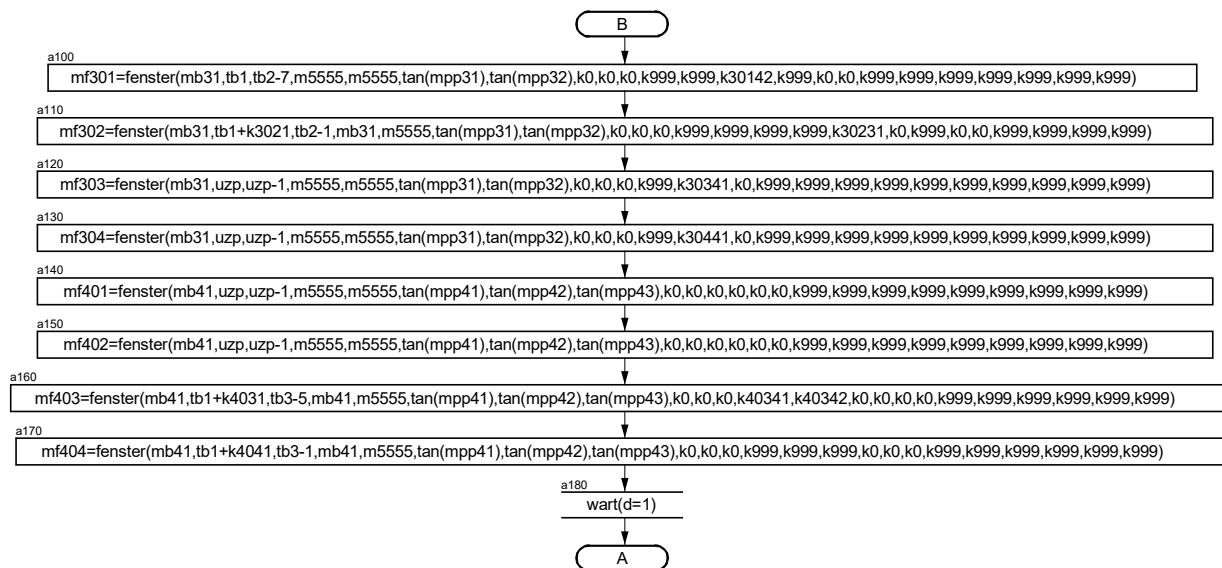 B
a100
mf301=fenster(mb31,tb1,tb2-7,m5555,m5555,tan(mpp31),tan(mpp32),k0,k0,k0,k999,k999,k30142,k999,k0,k0,k999,k999,k999,k999,k999,k999,k999)
a110
mf302=fenster(mb31,tb1+k3021,tb2-1,mb31,m5555,tan(mpp31),tan(mpp32),k0,k0,k0,k999,k999,k999,k999,k30231,k0,k999,k0,k0,k999,k999,k999,k999)
a120
mf303=fenster(mb31,uzp,uzp-1,m5555,m5555,tan(mpp31),tan(mpp32),k0,k0,k0,k999,k30341,k0,k999,k999,k999,k999,k999,k999,k999,k999,k999,k999)
a130
mf304=fenster(mb31,uzp,uzp-1,m5555,m5555,tan(mpp31),tan(mpp32),k0,k0,k0,k999,k30441,k0,k999,k999,k999,k999,k999,k999,k999,k999,k999,k999)
a140
mf401=fenster(mb41,uzp,uzp-1,m5555,m5555,tan(mpp41),tan(mpp42),tan(mpp43),k0,k0,k0,k0,k0,k0,k999,k999,k999,k999,k999,k999,k999,k999,k999)
a150
mf402=fenster(mb41,uzp,uzp-1,m5555,m5555,tan(mpp41),tan(mpp42),tan(mpp43),k0,k0,k0,k0,k0,k0,k999,k999,k999,k999,k999,k999,k999,k999,k999)
a160
mf403=fenster(mb41,tb1+k4031,tb3-5,mb41,m5555,tan(mpp41),tan(mpp42),tan(mpp43),k0,k0,k0,k40341,k40342,k0,k0,k0,k0,k999,k999,k999,k999,k999,k999)
a170
mf404=fenster(mb41,tb1+k4041,tb3-1,mb41,m5555,tan(mpp41),tan(mpp42),tan(mpp43),k0,k0,k0,k999,k999,k999,k0,k0,k0,k999,k999,k999,k999,k999,k999)
a180
wart(d=1)
A